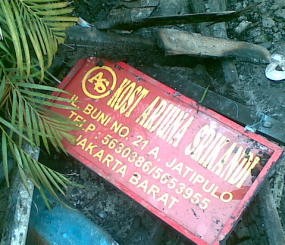 AS
KOST ARJUNA SRIKANDI
JL. BUNI NO. 21 A. JATIPULO
TELP : 5630386/5653955
JAKARTA BARAT